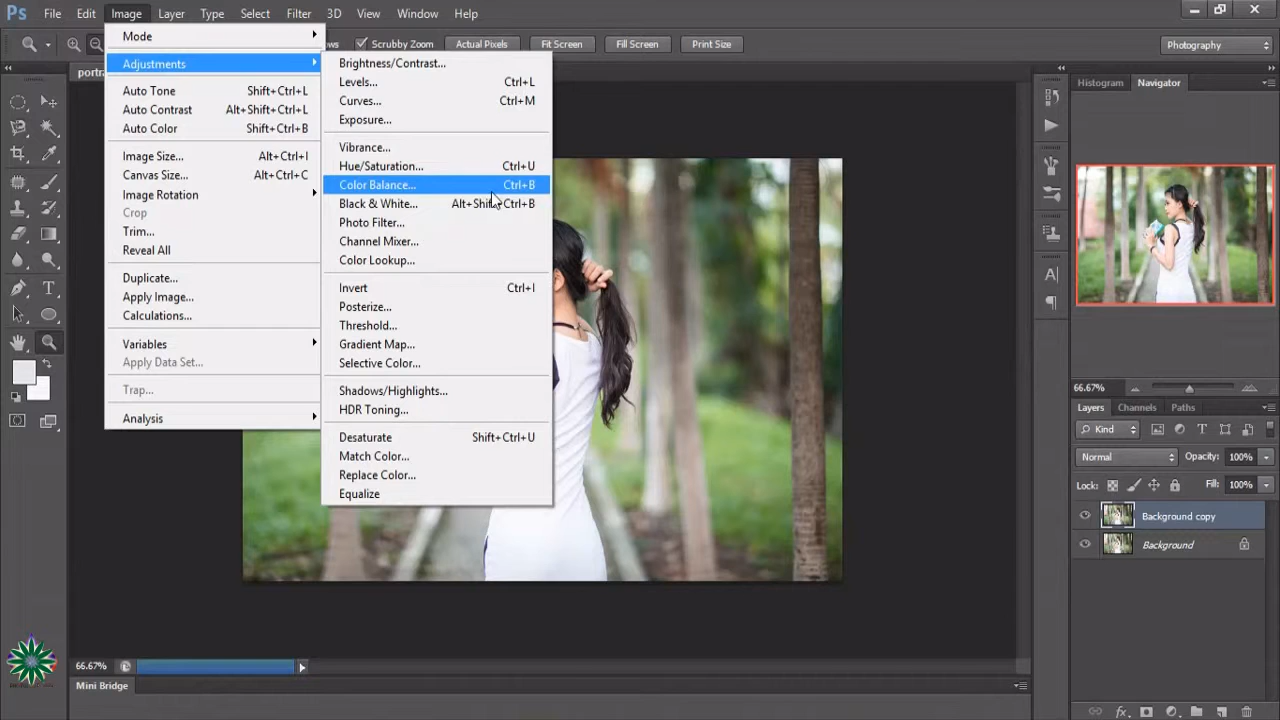 Ps File Edit Image Layer Type Select Filter 3D View Window Help
Scrubby Zoom Actual Pixels Fit Screen Fill Screen Print Size Photography
Mode
Adjustments
Auto Tone Shift+Ctrl+L
Auto Contrast Alt+Shift+Ctrl+L
Auto Color Shift+Ctrl+B
Image Size... Alt+Ctrl+I
Canvas Size... Alt+Ctrl+C
Image Rotation
Crop
Trim...
Reveal All
Duplicate...
Apply Image...
Calculations...
Variables
Apply Data Set...
Trap...
Analysis
Brightness/Contrast...
Levels... Ctrl+L
Curves... Ctrl+M
Exposure...
Vibrance...
Hue/Saturation... Ctrl+U
Color Balance... Ctrl+B
Black & White... Alt+Shift+Ctrl+B
Photo Filter...
Channel Mixer...
Color Lookup...
Invert Ctrl+I
Posterize...
Threshold...
Gradient Map...
Selective Color...
Shadows/Highlights...
HDR Toning...
Desaturate Shift+Ctrl+U
Match Color...
Replace Color...
Equalize
Histogram Navigator
66.67%
Layers Channels Paths
Kind
Normal Opacity: 100%
Lock: Fill: 100%
Background copy
Background
66.67%
Mini Bridge